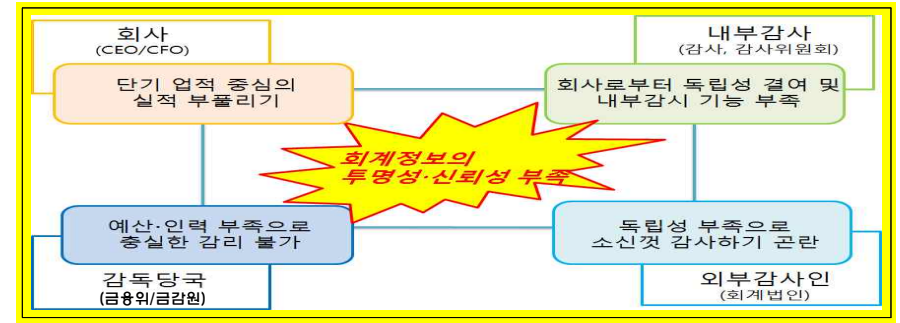 회사
(CEO/CFO)
단기 업적 중심의
실적 부풀리기
내부감사
(감사, 감사위원회)
회사로부터 독립성 결여 및
내부감시 기능 부족
회계정보의
투명성·신뢰성 부족
예산·인력 부족으로
충실한 감리 불가
감독당국
(금융위/금감원)
독립성 부족으로
소신껏 감사하기 곤란
외부감사인
(회계법인)